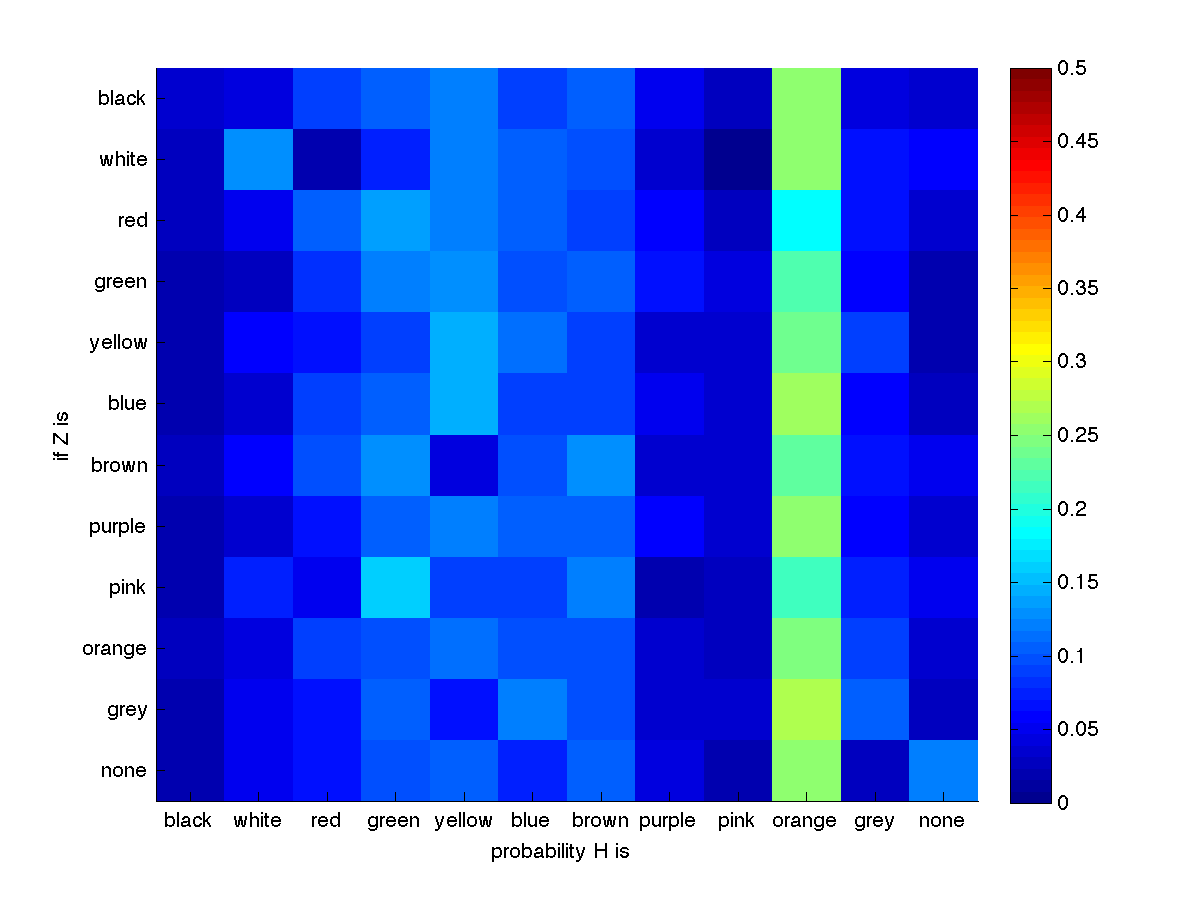 black
white
red
green
yellow
blue
brown
purple
pink
orange
grey
none
if Z is
black white red green yellow blue brown purple pink orange grey none
probability H is
0.5
0.45
0.4
0.35
0.3
0.25
0.2
0.15
0.1
0.05
0